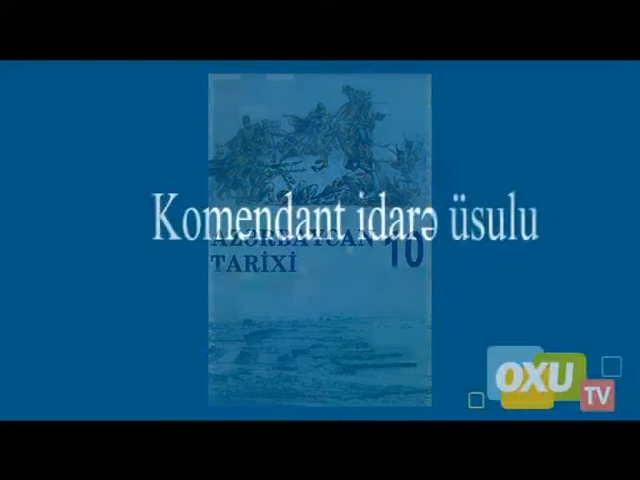 Komendant idarə üsulu
AZƏRBAYCAN 10
TARİXİ
OXU
TV